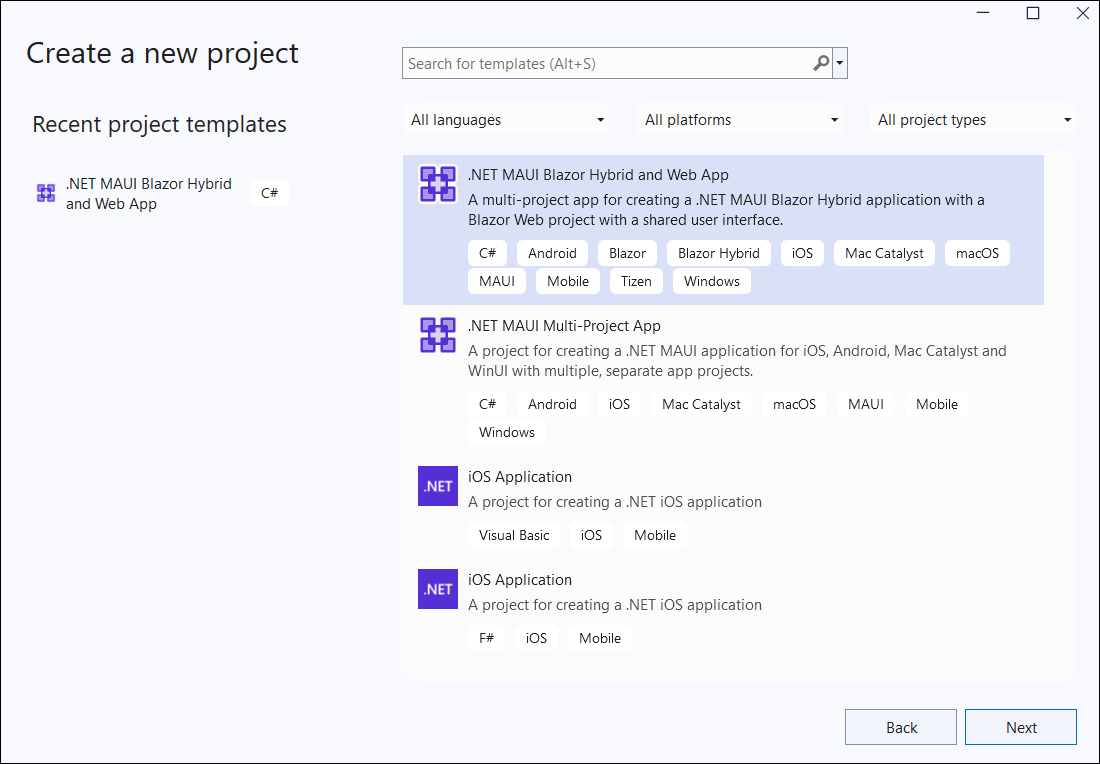 Create a new project
Search for templates (Alt+S)
Recent project templates
All languages
All platforms
All project types
.NET MAUI Blazor Hybrid
and Web App
C#
.NET MAUI Blazor Hybrid and Web App
A multi-project app for creating a .NET MAUI Blazor Hybrid application with a
Blazor Web project with a shared user interface.
C# Android Blazor Blazor Hybrid iOS Mac Catalyst macOS
MAUI Mobile Tizen Windows
.NET MAUI Multi-Project App
A project for creating a .NET MAUI application for iOS, Android, Mac Catalyst and
WinUI with multiple, separate app projects.
C# Android iOS Mac Catalyst macOS MAUI Mobile
Windows
.NET
iOS Application
A project for creating a .NET iOS application
Visual Basic iOS Mobile
.NET
iOS Application
A project for creating a .NET iOS application
F# iOS Mobile
Back
Next